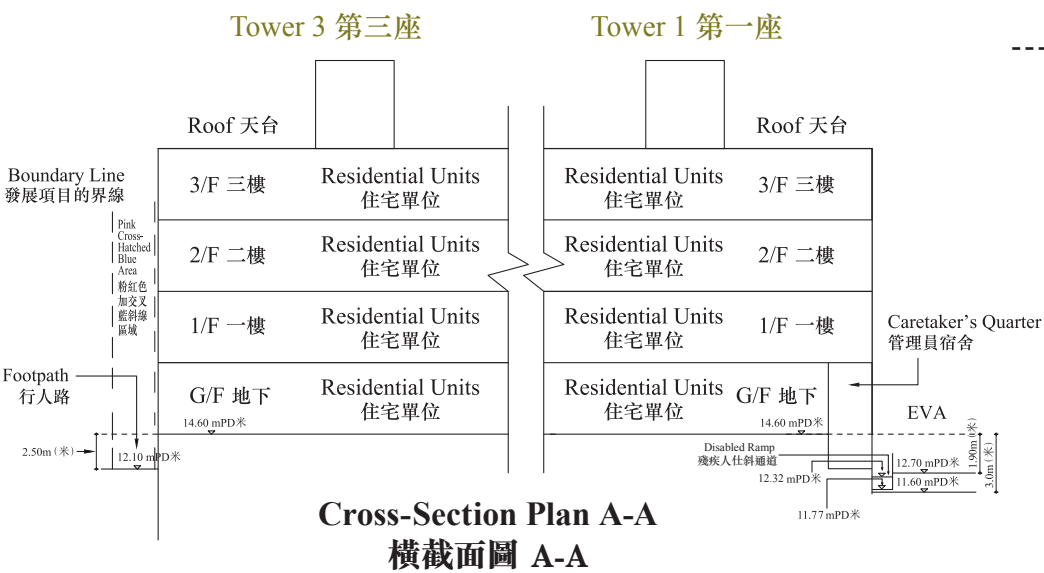 Tower 3 第三座
Tower 1 第一座
Roof 天台
Roof 天台
Boundary Line
發展項目的界線
3/F 三樓
Residential Units
住宅單位
Residential Units
住宅單位
3/F 三樓
Pink
Cross-
Hatched
Blue
Area
粉紅色
加交叉
藍斜線
區域
2/F 二樓
Residential Units
住宅單位
Residential Units
住宅單位
2/F 二樓
1/F 一樓
Residential Units
住宅單位
Residential Units
住宅單位
1/F 一樓
Caretaker's Quarter
管理員宿舍
Footpath
行人路
G/F 地下
Residential Units
住宅單位
Residential Units
住宅單位
G/F 地下
EVA
14.60 mPD米
14.60 mPD米
2.50m (米)
12.10 mPD米
Disabled Ramp
殘疾人仕斜通道
12.32 mPD米
12.70 mPD米
11.60 mPD米
1.90m (米)
3.0m (米)
11.77 mPD米
Cross-Section Plan A-A
橫截面圖 A-A